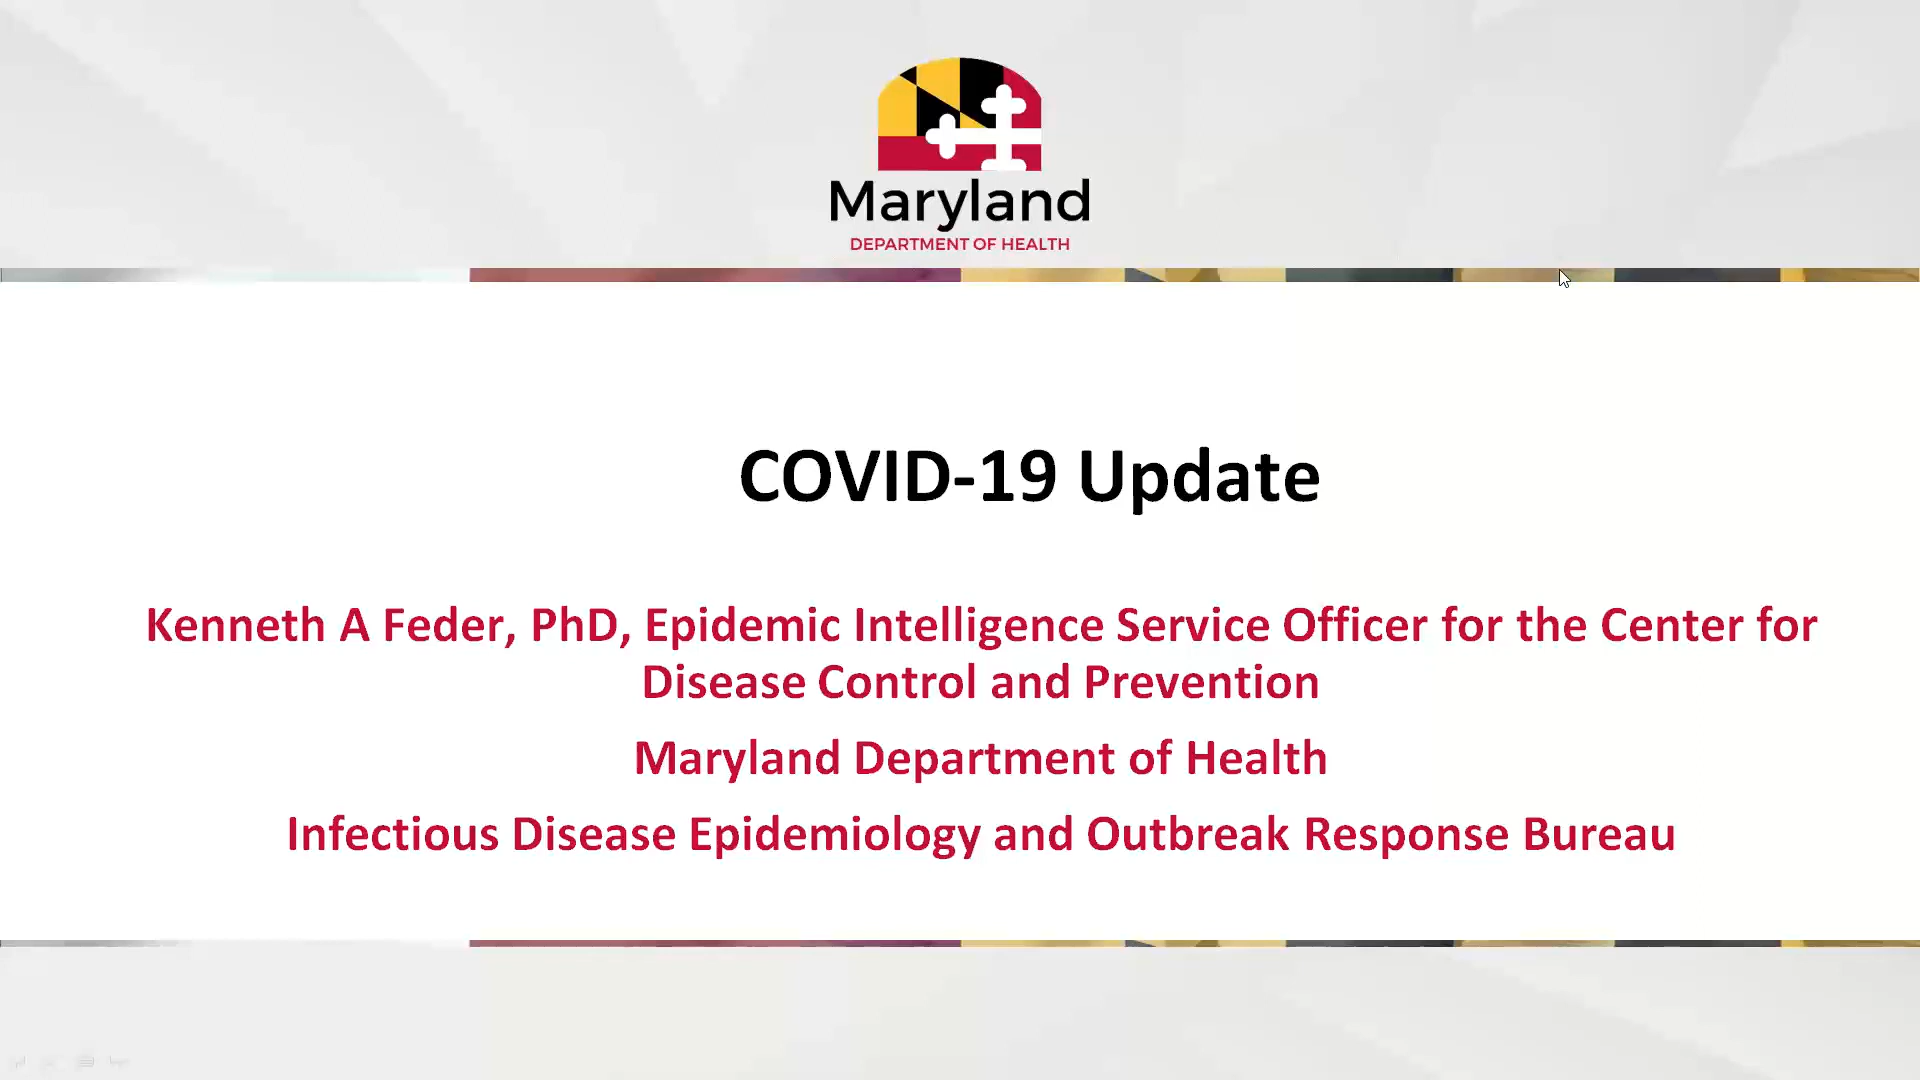 Maryland
DEPARTMENT OF HEALTH
COVID-19 Update
Kenneth A Feder, PhD, Epidemic Intelligence Service Officer for the Center for
Disease Control and Prevention
Maryland Department of Health
Infectious Disease Epidemiology and Outbreak Response Bureau